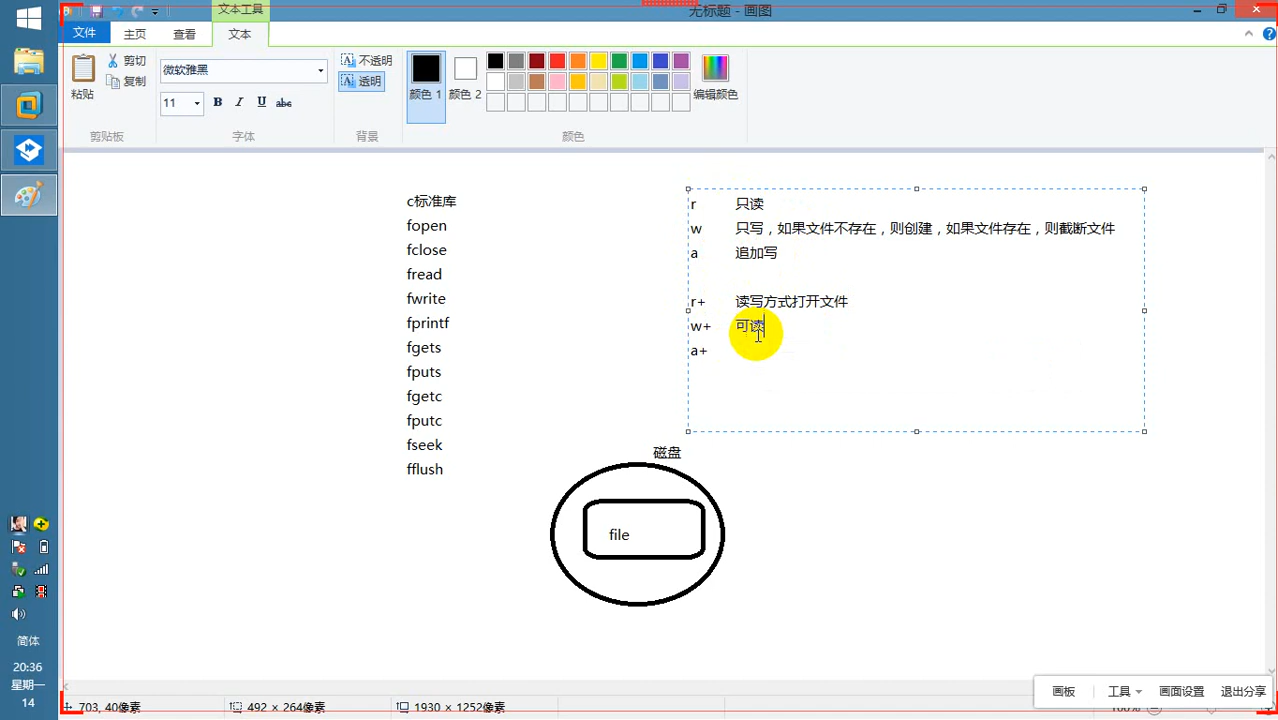 文本工具
无标题 - 画图
文件
主页
查看
文本
粘贴
剪切
复制
剪贴板
微软雅黑
11
B I U abc
字体
不透明
透明
背景
颜色 1
颜色 2
编辑颜色
颜色
c标准库
fopen
fclose
fread
fwrite
fprintf
fgets
fputs
fgetc
fputc
fseek
fflush
r 只读
w 只写，如果文件不存在，则创建，如果文件存在，则截断文件
a 追加写
r+ 读写方式打开文件
w+ 可读
a+
磁盘
file
简体
20:36
星期一
14
703, 40像素
492 × 264像素
1930 × 1252像素
画板
工具
画面设置
退出分享